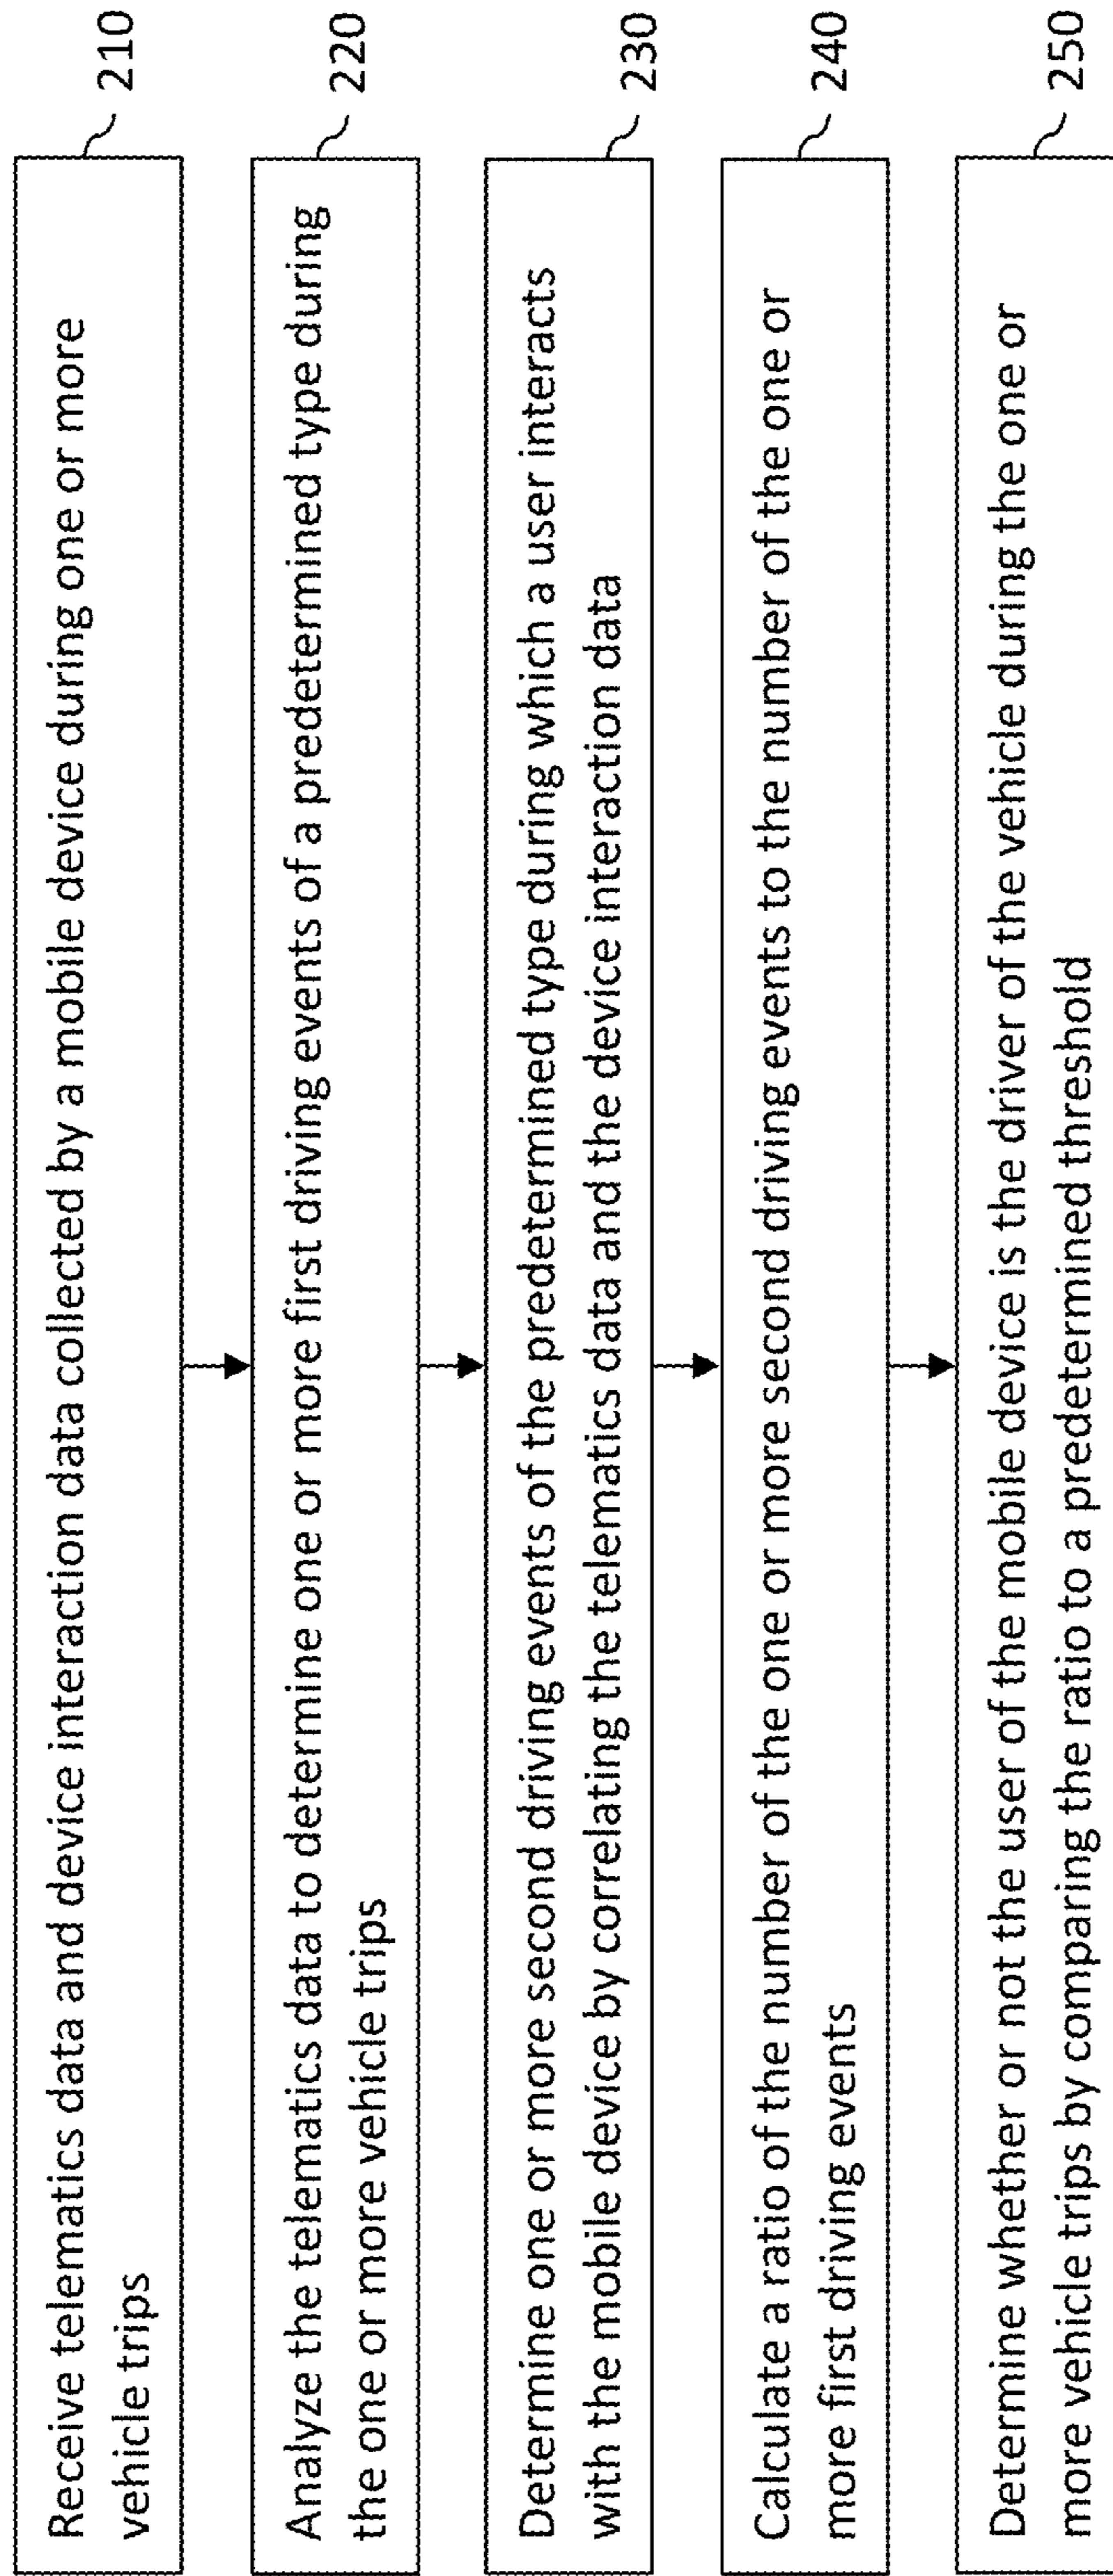 Receive telematics data and device interaction data collected by a mobile device during one or more
vehicle trips
210
Analyze the telematics data to determine one or more first driving events of a predetermined type during
the one or more vehicle trips
220
Determine one or more second driving events of the predetermined type during which a user interacts
with the mobile device by correlating the telematics data and the device interaction data
230
Calculate a ratio of the number of the one or more second driving events to the number of the one or
more first driving events
240
Determine whether or not the user of the mobile device is the driver of the vehicle during the one or
more vehicle trips by comparing the ratio to a predetermined threshold
250